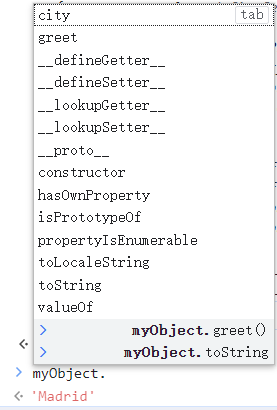 city tab
greet
__defineGetter__
__defineSetter__
__lookupGetter__
__lookupSetter__
__proto__
constructor
hasOwnProperty
isPrototypeOf
propertyIsEnumerable
toLocaleString
toString
valueOf
> myObject.greet()
> myObject.toString
> myObject.
'Madrid'